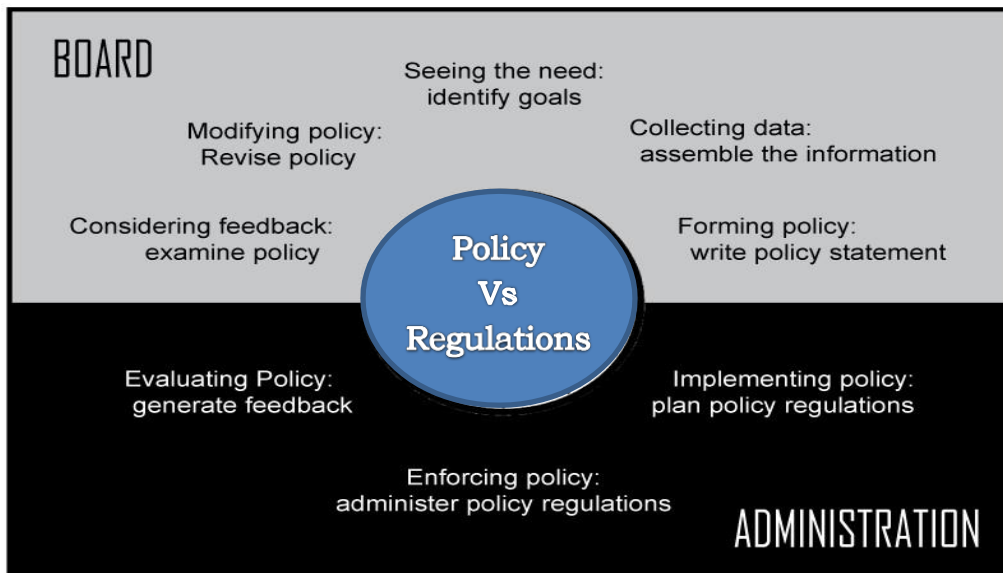 BOARD
Seeing the need:
identify goals
Modifying policy:
Revise policy
Collecting data:
assemble the information
Considering feedback:
examine policy
Forming policy:
write policy statement
Policy
Vs
Regulations
Evaluating Policy:
generate feedback
Implementing policy:
plan policy regulations
Enforcing policy:
administer policy regulations
ADMINISTRATION